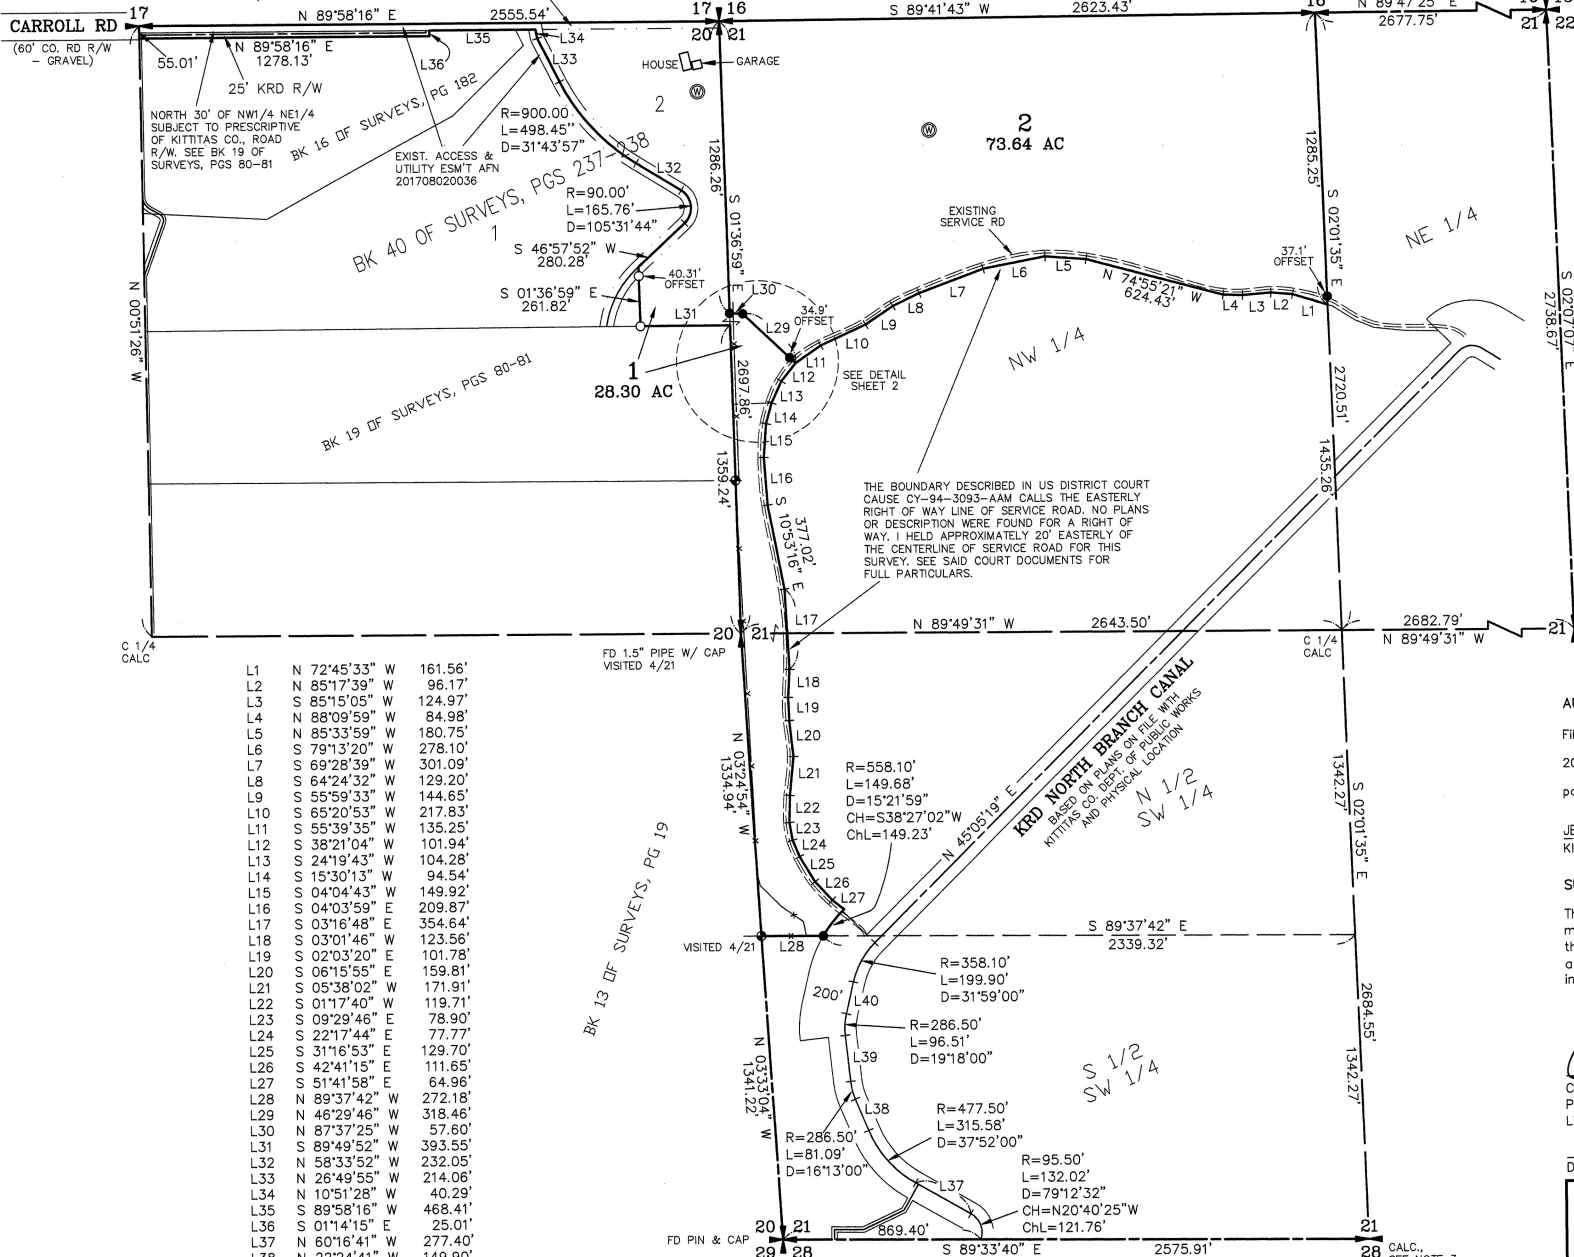 17
N 89°58'16" E
2555.54'
17 16
S 89°41'43" W
2623.43'
16
N 89°47'25" E
2677.75'
CARROLL RD
(60' CO. RD R/W
- GRAVEL)
55.01'
N 89°58'16" E
1278.13'
25' KRD R/W
L36
L35
L34
L33
20 21
21 22
HOUSE
GARAGE
W
W
2
2
73.64 AC
NORTH 30' OF NW1/4 NE1/4
SUBJECT TO PRESCRIPTIVE
OF KITTITAS CO., ROAD
R/W. SEE BK 19 OF
SURVEYS, PGS 80-81
BK 16 OF SURVEYS, PG 182
EXIST. ACCESS &
UTILITY ESM'T AFN
201708020036
R=900.00
L=498.45"
D=31°43'57"
BK 40 OF SURVEYS, PGS 237-238
1
L32
R=90.00'
L=165.76'
D=105°31'44"
S 46°57'52" W
280.28'
40.31'
OFFSET
S 01°36'59" E
261.82'
L31
1286.26'
S 01°36'59" E
L30
L29
34.9'
OFFSET
1
28.30 AC
2697.86'
1359.24'
SEE DETAIL
SHEET 2
EXISTING
SERVICE RD
1285.25'
S 02°01'35" E
37.1'
OFFSET
NE 1/4
NW 1/4
N 74°55'21" W
624.43'
L1
L2
L3
L4
L5
L6
L7
L8
L9
L10
L11
L12
L13
L14
L15
L16
377.02'
S 10°53'16" E
L17
N 00°51'26" W
BK 19 OF SURVEYS, PGS 80-81
2720.51'
1435.26'
S 02°07'07" E
2738.67'
THE BOUNDARY DESCRIBED IN US DISTRICT COURT
CAUSE CY-94-3093-AAM CALLS THE EASTERLY
RIGHT OF WAY LINE OF SERVICE ROAD. NO PLANS
OR DESCRIPTION WERE FOUND FOR A RIGHT OF
WAY. I HELD APPROXIMATELY 20' EASTERLY OF
THE CENTERLINE OF SERVICE ROAD FOR THIS
SURVEY. SEE SAID COURT DOCUMENTS FOR
FULL PARTICULARS.
C 1/4
CALC
20 21
N 89°49'31" W
2643.50'
C 1/4
CALC
2682.79'
N 89°49'31" W
21
FD 1.5" PIPE W/ CAP
VISITED 4/21
L1 N 72°45'33" W 161.56'
L2 N 85°17'39" W 96.17'
L3 S 85°15'05" W 124.97'
L4 N 88°09'59" W 84.98'
L5 N 85°33'59" W 180.75'
L6 S 79°13'20" W 278.10'
L7 S 69°28'39" W 301.09'
L8 S 64°24'32" W 129.20'
L9 S 55°59'33" W 144.65'
L10 S 65°20'53" W 217.83'
L11 S 55°39'35" W 135.25'
L12 S 38°21'04" W 101.94'
L13 S 24°19'43" W 104.28'
L14 S 15°30'13" W 94.54'
L15 S 04°04'43" W 149.92'
L16 S 04°03'59" E 209.87'
L17 S 03°16'48" E 354.64'
L18 S 03°01'46" W 123.56'
L19 S 02°03'20" E 101.78'
L20 S 06°15'55" E 159.81'
L21 S 05°38'02" W 171.91'
L22 S 01°17'40" W 119.71'
L23 S 09°29'46" E 78.90'
L24 S 22°17'44" E 77.77'
L25 S 31°16'53" E 129.70'
L26 S 42°41'15" E 111.65'
L27 S 51°41'58" E 64.96'
L28 N 89°37'42" W 272.18'
L29 N 46°29'46" W 318.46'
L30 N 87°37'25" W 57.60'
L31 S 89°49'52" W 393.55'
L32 N 58°33'52" W 232.05'
L33 N 26°49'55" W 214.06'
L34 N 10°51'28" W 40.29'
L35 S 89°58'16" W 468.41'
L36 S 01°14'15" E 25.01'
L37 N 60°16'41" W 277.40'
L38 N 22°24'41" W 149.90'
L18
L19
L20
L21
L22
L23
L24
L25
L26
L27
N 03°24'54" W
1334.94'
R=558.10'
L=149.68'
D=15°21'59"
CH=S38°27'02"W
ChL=149.23'
N 45°05'19" E
KRD NORTH BRANCH CANAL
BASED ON PLANS ON FILE WITH
KITTITAS CO. DEPT. OF PUBLIC WORKS
AND PHYSICAL LOCATION
N 1/2
SW 1/4
1342.27'
S 02°01'35" E
BK 13 OF SURVEYS, PG 19
VISITED 4/21
L28
S 89°37'42" E
2339.32'
R=358.10'
L=199.90'
D=31°59'00"
200'
L40
R=286.50'
L=96.51'
D=19°18'00"
L39
2684.55'
1342.27'
S 1/2
SW 1/4
N 03°33'04" W
1341.22'
L38
R=477.50'
L=315.58'
D=37°52'00"
R=286.50'
L=81.09'
D=16°13'00"
L37
R=95.50'
L=132.02'
D=79°12'32"
CH=N20°40'25"W
ChL=121.76'
FD PIN & CAP
20 21
29 28
869.40'
S 89°33'40" E
2575.91'
21
28
CALC.,
SEE NOTE 3